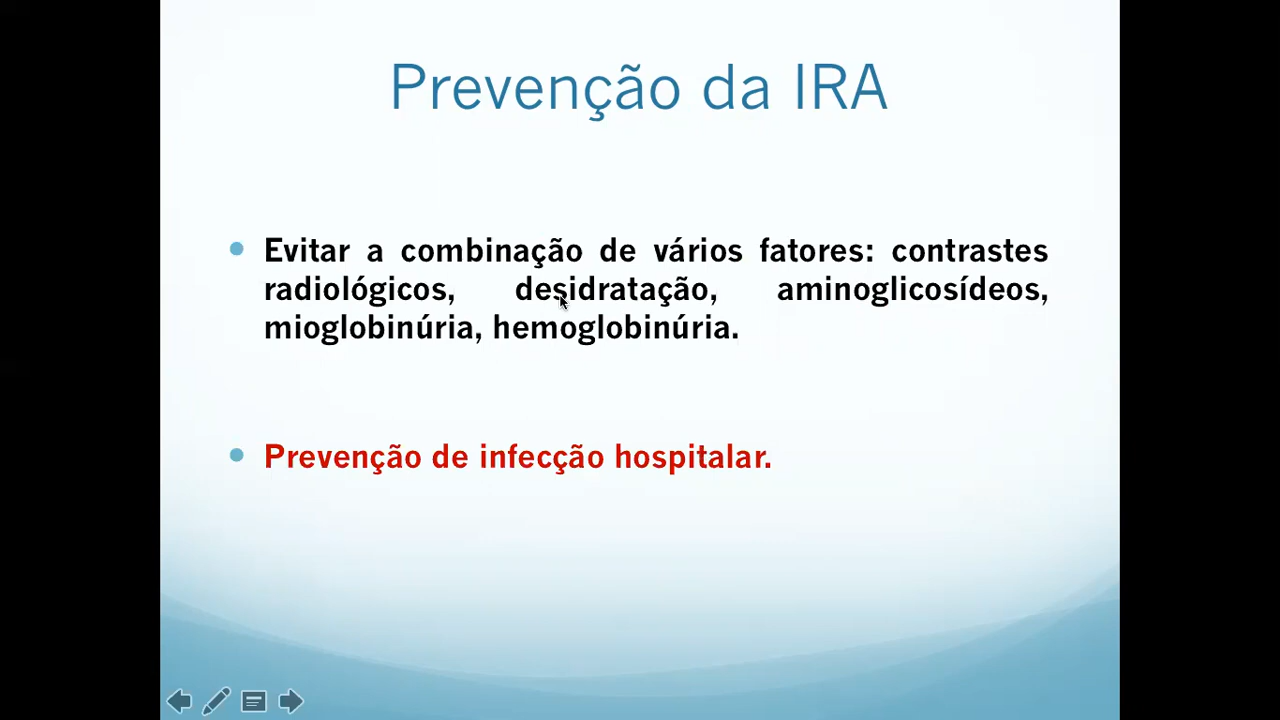 Prevenção da IRA
Evitar a combinação de vários fatores: contrastes
radiológicos, desidratação, aminoglicosídeos,
mioglobinúria, hemoglobinúria.
Prevenção de infecção hospitalar.